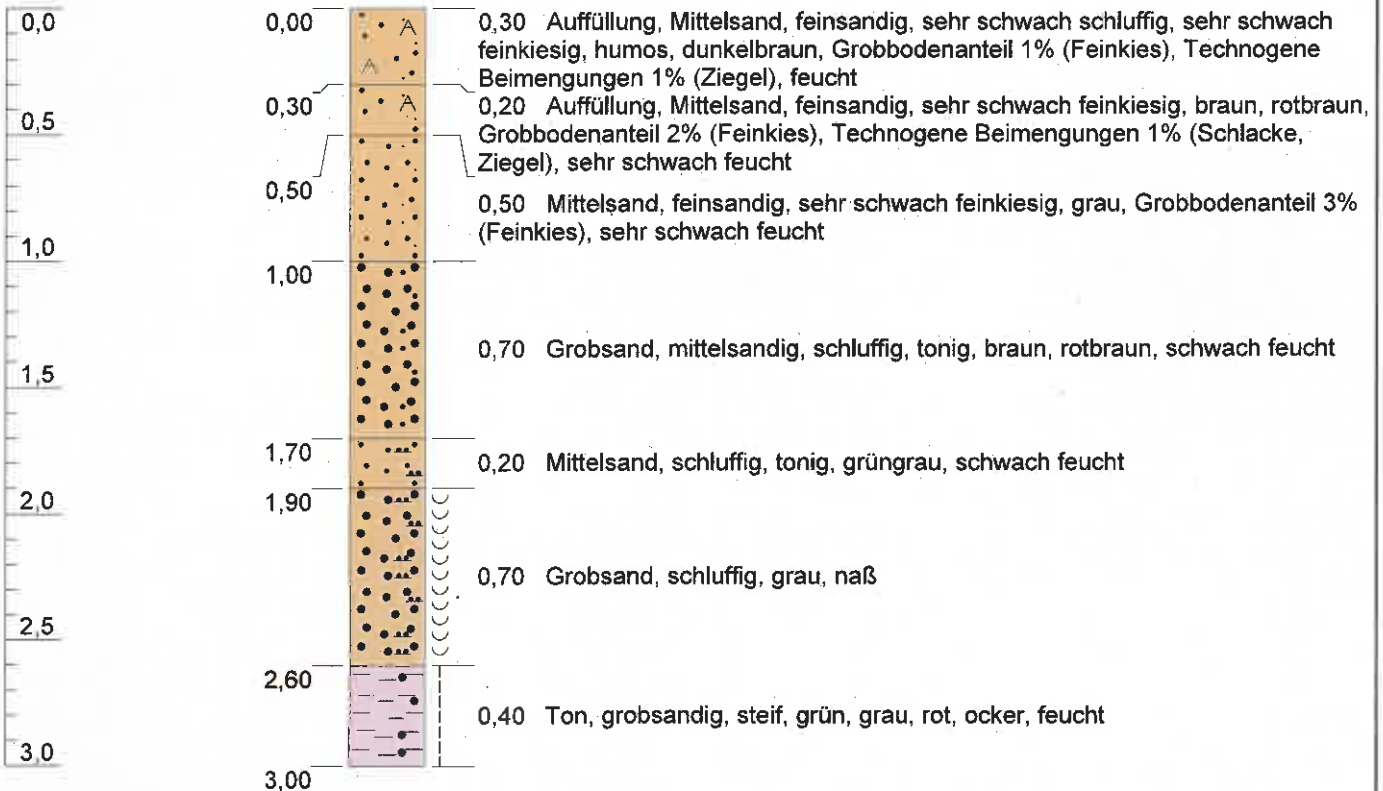 0,0
0,5
1,0
1,5
2,0
2,5
3,0
0,00
0,30
0,50
1,00
1,70
1,90
2,60
3,00
0,30 Auffüllung, Mittelsand, feinsandig, sehr schwach schluffig, sehr schwach
feinkiesig, humos, dunkelbraun, Grobbodenanteil 1% (Feinkies), Technogene
Beimengungen 1% (Ziegel), feucht
0,20 Auffüllung, Mittelsand, feinsandig, sehr schwach feinkiesig, braun, rotbraun,
Grobbodenanteil 2% (Feinkies), Technogene Beimengungen 1% (Schlacke,
Ziegel), sehr schwach feucht
0,50 Mittelsand, feinsandig, sehr schwach feinkiesig, grau, Grobbodenanteil 3%
(Feinkies), sehr schwach feucht
0,70 Grobsand, mittelsandig, schluffig, tonig, braun, rotbraun, schwach feucht
0,20 Mittelsand, schluffig, tonig, grüngrau, schwach feucht
0,70 Grobsand, schluffig, grau, naß
0,40 Ton, grobsandig, steif, grün, grau, rot, ocker, feucht
A
A
A